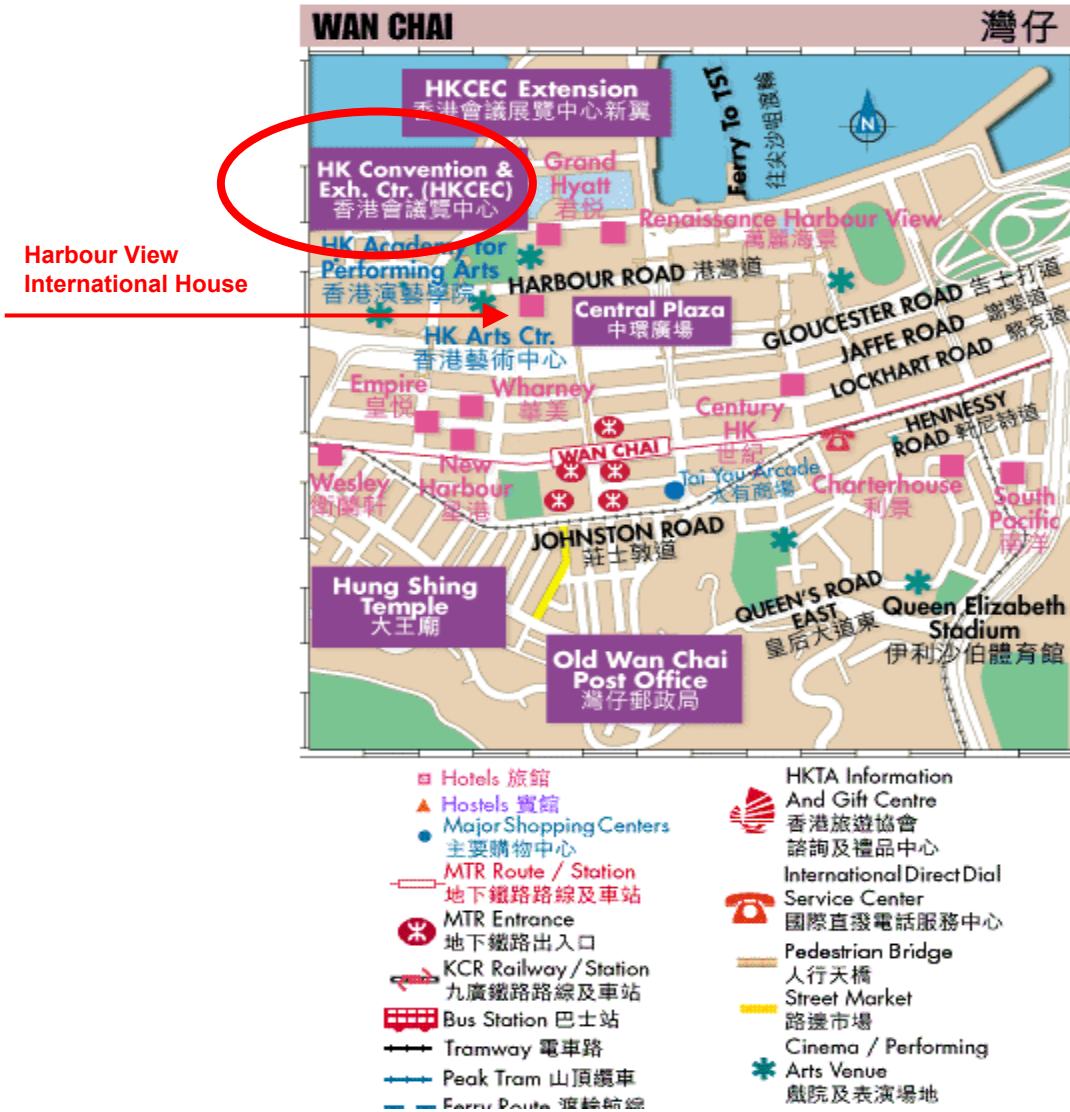 WAN CHAI 灣仔
HKCEC Extension
香港會議展覽中心新翼
Ferry To TST
往尖沙咀渡輪
N
HK Convention &
Exh. Ctr. (HKCEC)
香港會議覽中心
Grand
Hyatt
君悦
Renaissance Harbour View
萬麗海景
Harbour View
International House
HK Academy for
Performing Arts
香港演藝學院
HARBOUR ROAD 港灣道
Central Plaza
中環廣場
GLOUCESTER ROAD 告士打道
JAFFE ROAD 謝斐道
LOCKHART ROAD 駱克道
HK Arts Ctr.
香港藝術中心
Empire
皇悦
Wharney
華美
Century
HK
世紀
HENNESSY
ROAD 軒尼詩道
WAN CHAI
Wesley
衛蘭軒
New
Harbour
星港
Tai Yau Arcade
大有商場
Charterhouse
利景
South
Pacific
南洋
JOHNSTON ROAD
莊士敦道
Hung Shing
Temple
大王廟
QUEEN'S ROAD
EAST
皇后大道東
Queen Elizabeth
Stadium
伊利沙伯體育館
Old Wan Chai
Post Office
灣仔郵政局
Hotels 旅館
Hostels 賓館
Major Shopping Centers
主要購物中心
MTR Route / Station
地下鐵路路線及車站
MTR Entrance
地下鐵路出入口
KCR Railway / Station
九廣鐵路路線及車站
Bus Station 巴士站
Tramway 電車路
Peak Tram 山頂纜車
Ferry Route 渡輪航線
HKTA Information
And Gift Centre
香港旅遊協會
諮詢及禮品中心
International Direct Dial
Service Center
國際直撥電話服務中心
Pedestrian Bridge
人行天橋
Street Market
路邊市場
Cinema / Performing
Arts Venue
戲院及表演場地